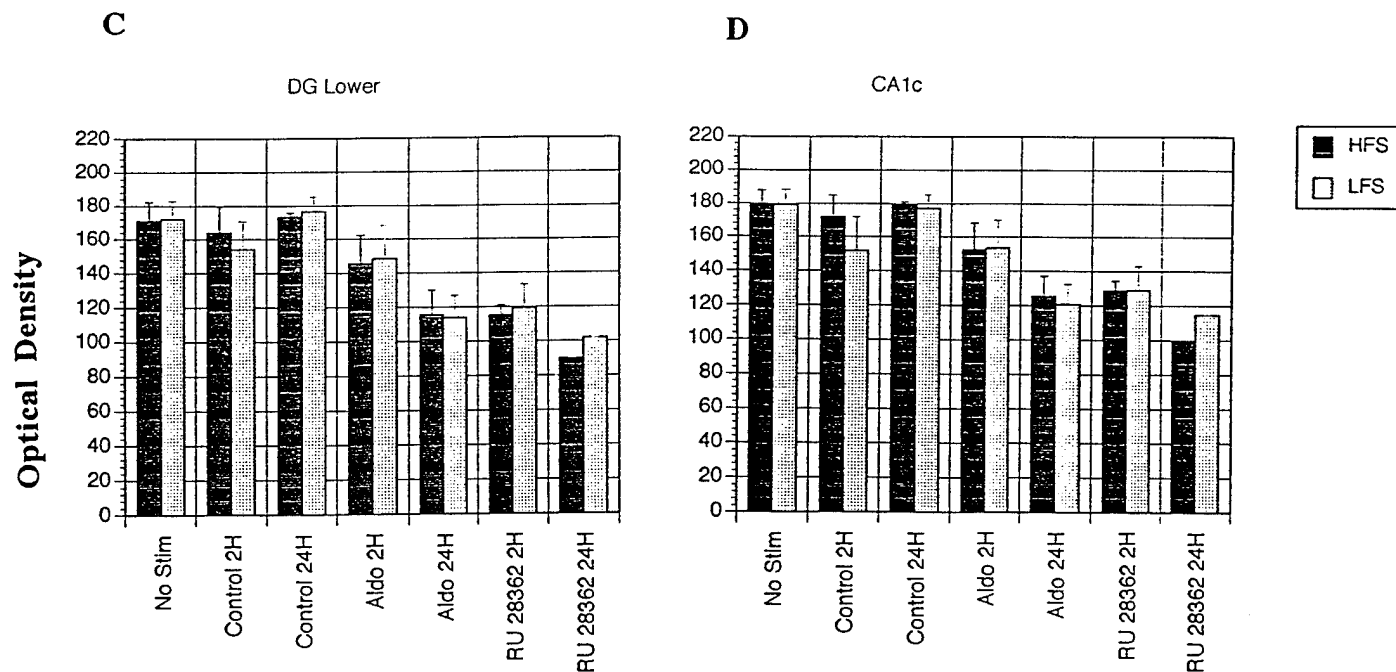 C
D
DG Lower
CA1c
HFS
LFS
Optical Density
220
200
180
160
140
120
100
80
60
40
20
0
220
200
180
160
140
120
100
80
60
40
20
0
No Stim
Control 2H
Control 24H
Aldo 2H
Aldo 24H
RU 28362 2H
RU 28362 24H
No Stim
Control 2H
Control 24H
Aldo 2H
Aldo 24H
RU 28362 2H
RU 28362 24H